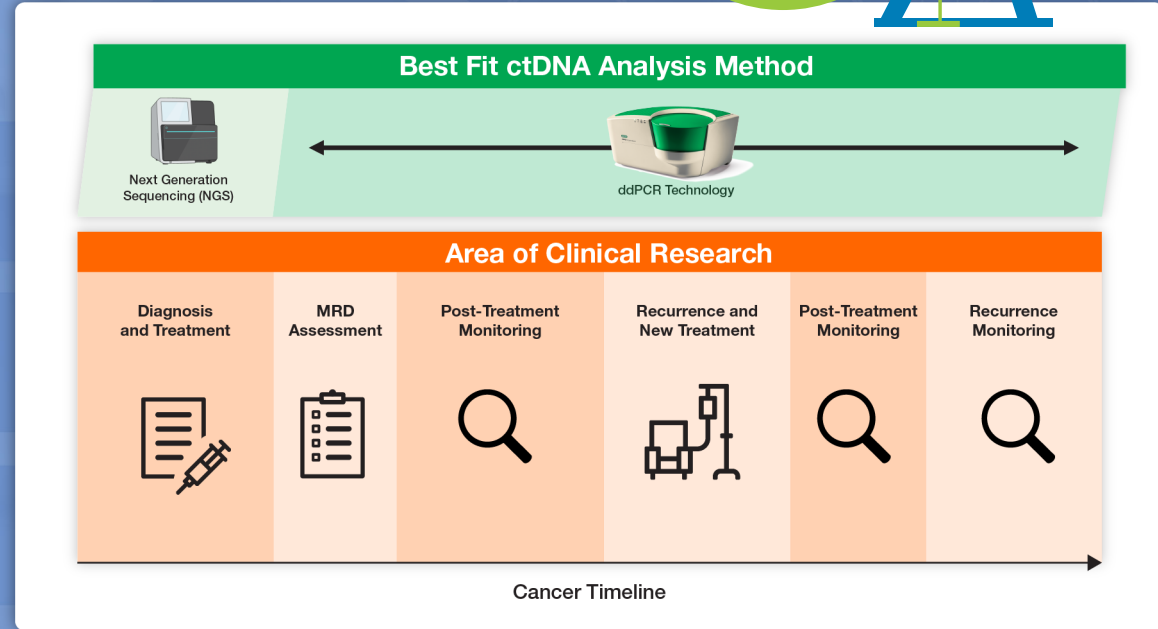 Best Fit ctDNA Analysis Method
Next Generation
Sequencing (NGS)
ddPCR Technology
Area of Clinical Research
Diagnosis
and Treatment
MRD
Assessment
Post-Treatment
Monitoring
Recurrence and
New Treatment
Post-Treatment
Monitoring
Recurrence
Monitoring
Cancer Timeline